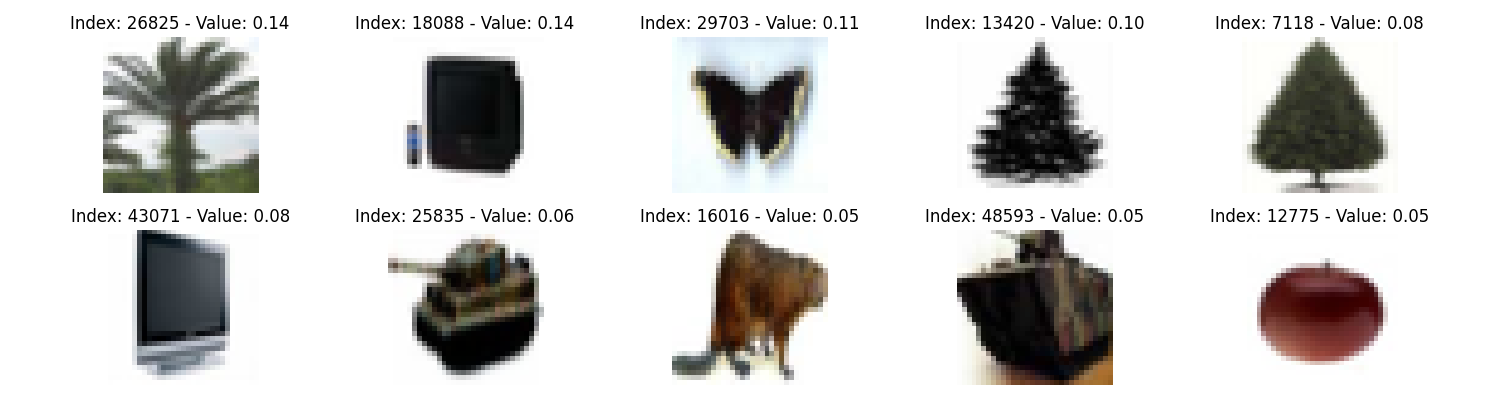 Index: 26825 - Value: 0.14
Index: 18088 - Value: 0.14
Index: 29703 - Value: 0.11
Index: 13420 - Value: 0.10
Index: 7118 - Value: 0.08
Index: 43071 - Value: 0.08
Index: 25835 - Value: 0.06
Index: 16016 - Value: 0.05
Index: 48593 - Value: 0.05
Index: 12775 - Value: 0.05